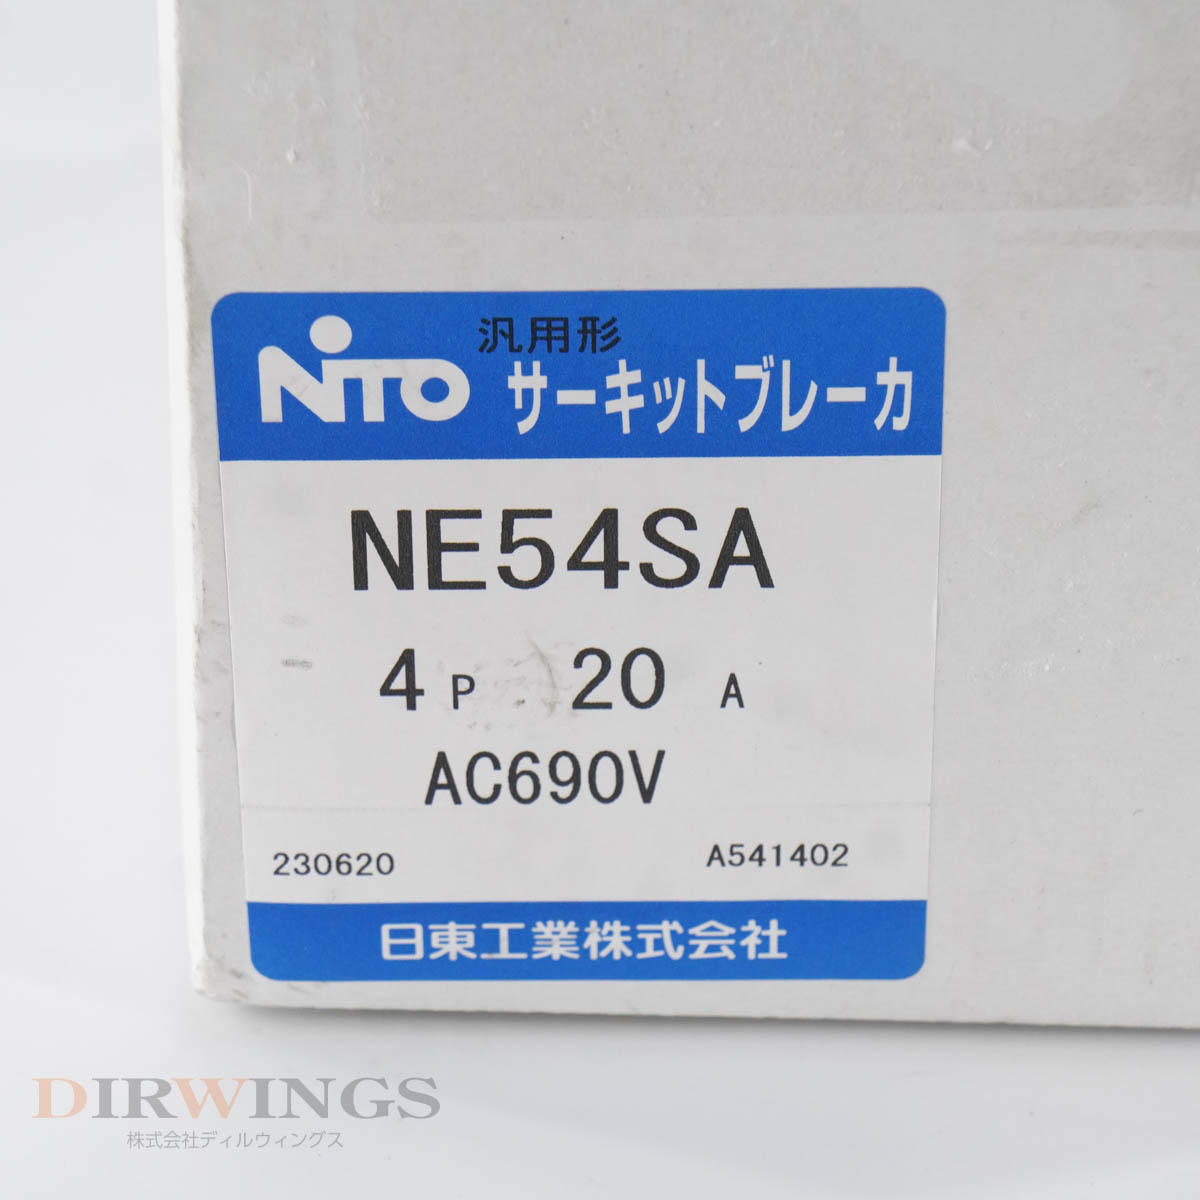 NiTO
汎用形
サーキットブレーカ
NE54SA
4 P 20 A
AC690V
230620 A541402
日東工業株式会社
DIRWINGS
株式会社ディルウィングス